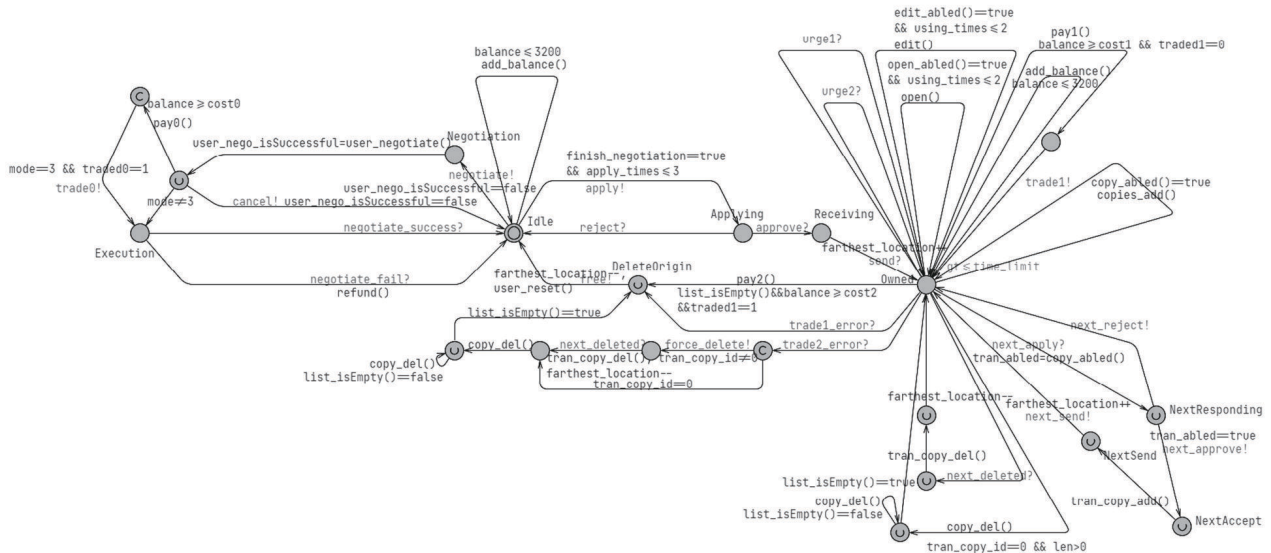 edit_abled()==true
&& using_times≤2
edit()
open_abled()==true
&& using_times≤2
open()
urge1?
urge2?
pay1()
balance≥cost1 && traded1==0
add_balance()
balance≤3200
balance≤3200
add_balance()
balance≥cost0
pay0()
user_nego_isSuccessful=user_negotiate()
Negotiation
negotiate!
mode==3 && traded0==1
trade0!
mode≠3
user_nego_isSuccessful==false
cancel!
user_nego_isSuccessful==false
finish_negotiation==true
&& apply_times≤3
apply!
trade1!
copy_abled()==true
copies_add()
Idle
Applying
Receiving
Execution
negotiate_success?
reject?
approve?
farthest_location++
send?
gt≤time_limit
Owned
negotiate_fail?
refund()
farthest_location--,
user_reset()
free!
DeleteOrigin
pay2()
list_isEmpty()&&balance≥cost2
&&traded1==1
list_isEmpty()==true
trade1_error?
copy_del()
next_deleted?
force_delete!
trade2_error?
tran_copy_del(),
tran_copy_id≠0
copy_del()
list_isEmpty()==false
farthest_location--
tran_copy_id==0
next_reject!
next_apply?
tran_abled=copy_abled()
farthest_location--
farthest_location++
next_send!
NextResponding
tran_abled==true
next_approve!
NextSend
tran_copy_del()
list_isEmpty()==true
next_deleted?
copy_del()
list_isEmpty()==false
tran_copy_add()
NextAccept
copy_del()
tran_copy_id==0 && len>0